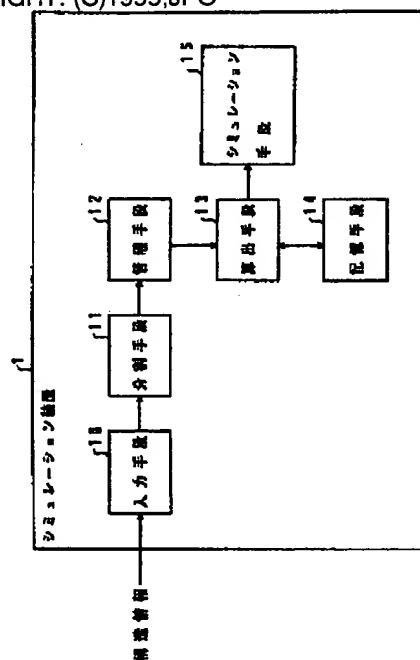 (C)1995,JPO
1
シミュレーション装置
構造情報
10
入力手段
11
分割手段
12
管理手段
13
算出手段
14
記憶手段
15
シミュレーション
手段